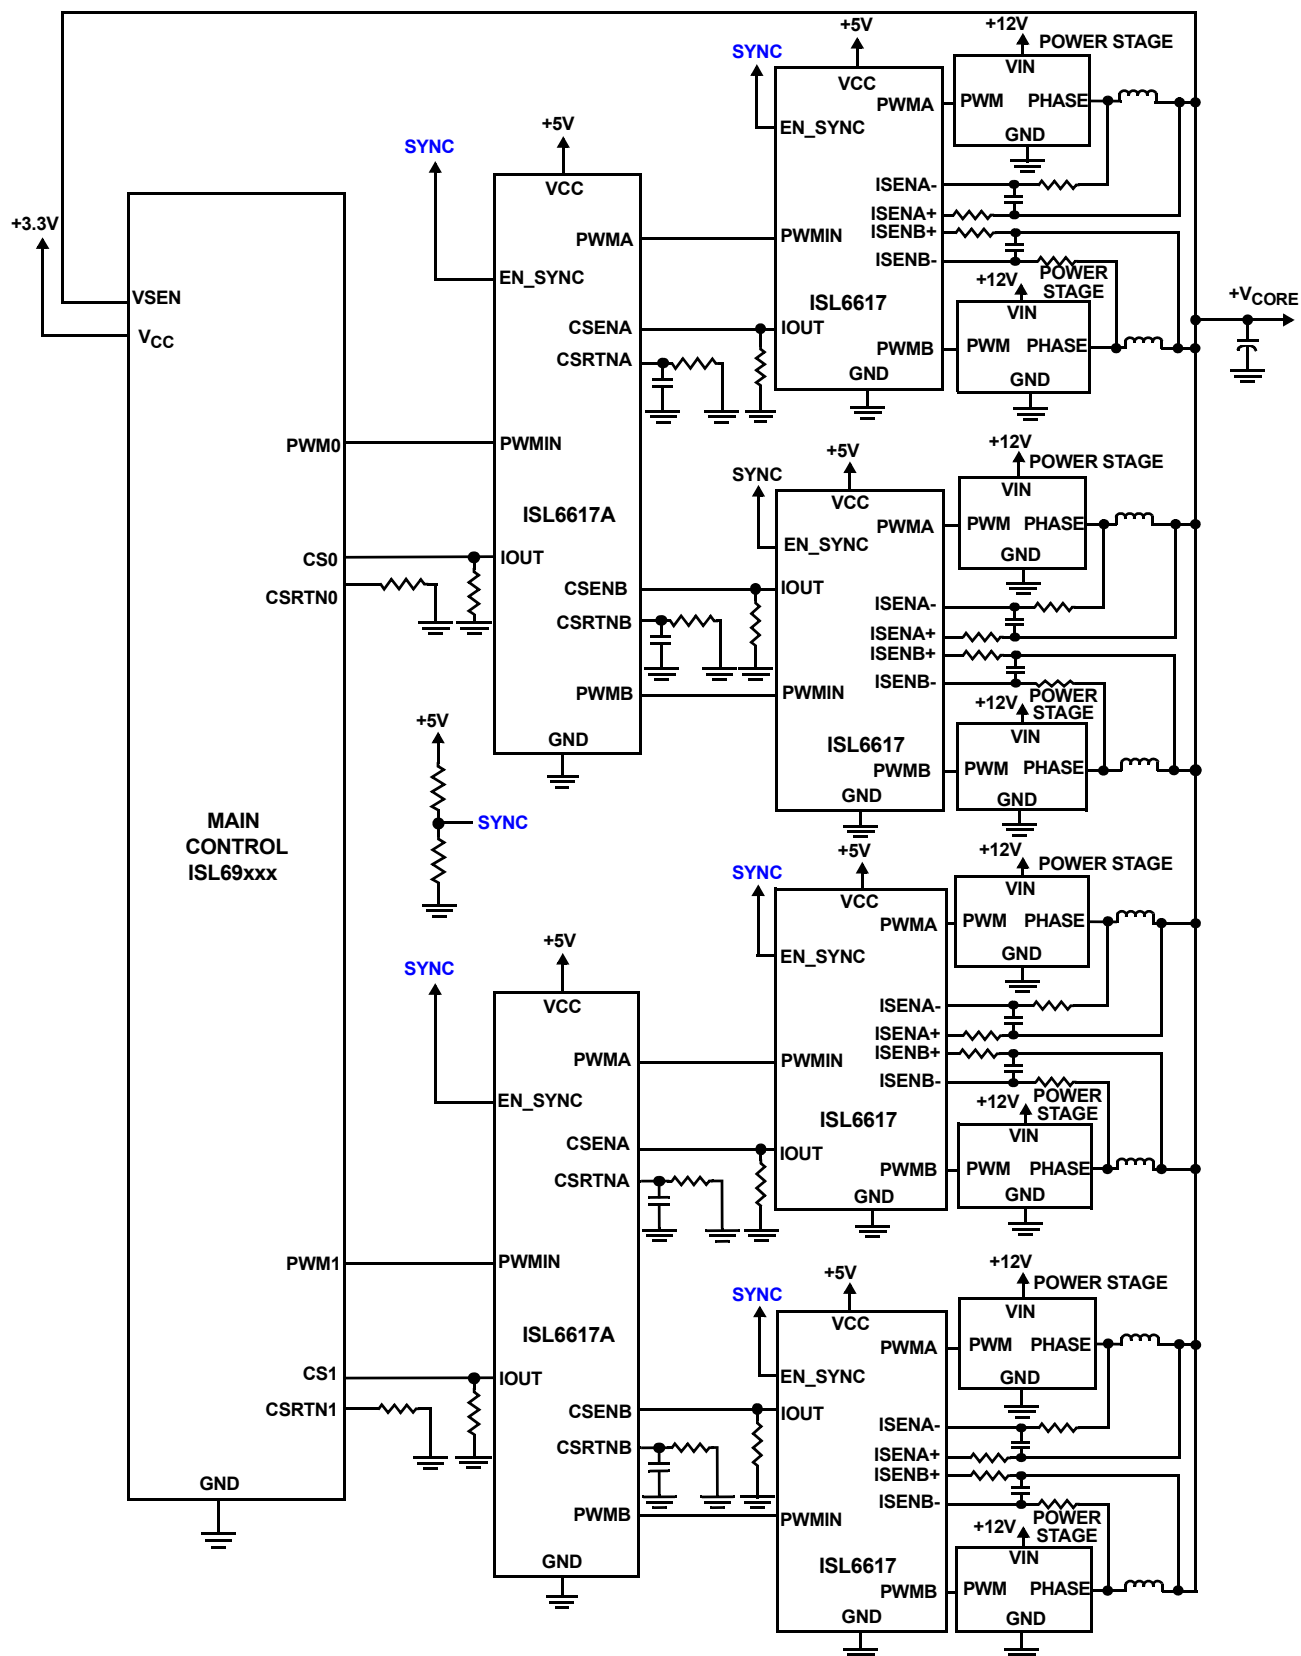 +3.3V
VSEN
VCC
PWM0
CS0
CSRTN0
MAIN
CONTROL
ISL69xxx
PWM1
CS1
CSRTN1
GND
+5V
SYNC
SYNC
+5V
VCC
PWMA
EN_SYNC
CSENA
CSRTNA
PWMIN
ISL6617A
IOUT
CSENB
CSRTNB
PWMB
GND
SYNC
+5V
VCC
PWMA
EN_SYNC
CSENA
CSRTNA
PWMIN
ISL6617A
IOUT
CSENB
CSRTNB
PWMB
GND
SYNC
+5V
VCC
PWMA
EN_SYNC
ISENA-
ISENA+
ISENB+
PWMIN
ISENB-
ISL6617
IOUT
PWMB
GND
+12V
POWER STAGE
VIN
PWM PHASE
GND
+12V
POWER
STAGE
VIN
PWM PHASE
GND
+VCORE
SYNC
+5V
VCC
PWMA
EN_SYNC
IOUT
ISENA-
ISENA+
ISENB+
ISENB-
PWMIN
ISL6617
PWMB
GND
+12V
POWER STAGE
VIN
PWM PHASE
GND
+12V
POWER
STAGE
VIN
PWM PHASE
GND
SYNC
+5V
VCC
PWMA
EN_SYNC
ISENA-
ISENA+
ISENB+
PWMIN
ISENB-
ISL6617
IOUT
PWMB
GND
+12V
POWER STAGE
VIN
PWM PHASE
GND
+12V
POWER
STAGE
VIN
PWM PHASE
GND
SYNC
+5V
VCC
PWMA
EN_SYNC
IOUT
ISENA-
ISENA+
ISENB+
ISENB-
PWMIN
ISL6617
PWMB
GND
+12V
POWER STAGE
VIN
PWM PHASE
GND
+12V
POWER
STAGE
VIN
PWM PHASE
GND